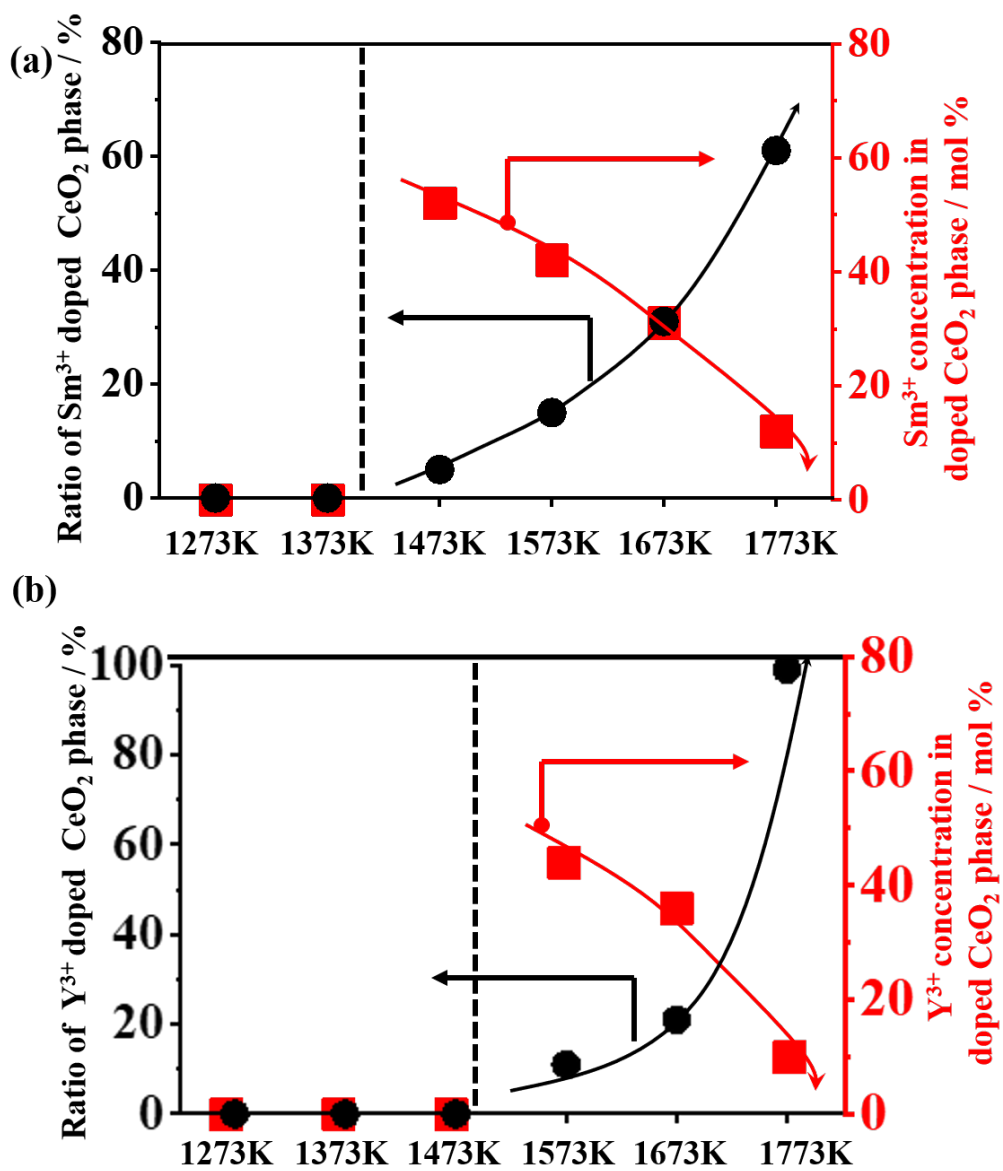 (a)
Ratio of Sm³⁺ doped CeO₂ phase / %
80
60
40
20
0
80
60
40
20
0
Sm³⁺ concentration in
doped CeO₂ phase / mol %
1273K 1373K 1473K 1573K 1673K 1773K
(b)
Ratio of Y³⁺ doped CeO₂ phase / %
100
80
60
40
20
0
80
60
40
20
0
Y³⁺ concentration in
doped CeO₂ phase / mol %
1273K 1373K 1473K 1573K 1673K 1773K